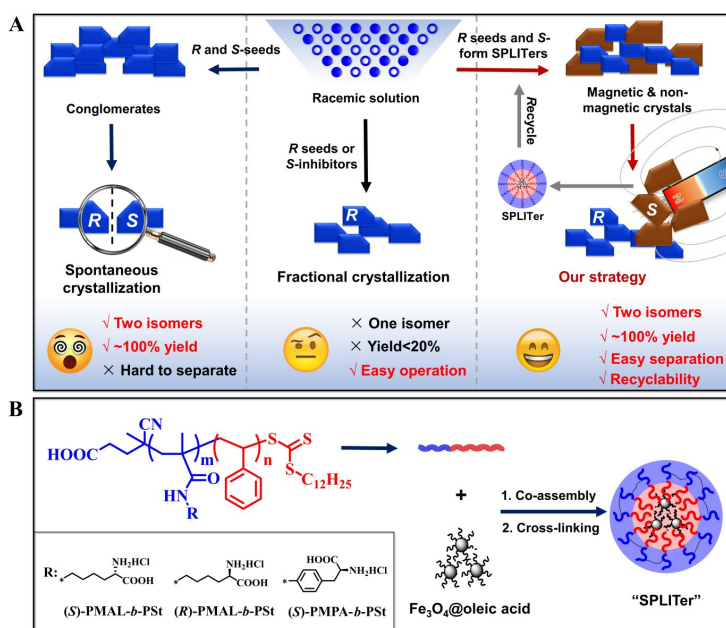 A
R and S-seeds
Racemic solution
R seeds and S-
form SPLITers
Conglomerates
R seeds or
S-inhibitors
Recycle
Magnetic & non-
magnetic crystals
SPLITer
R S
R
R
S
N
S
Spontaneous
crystallization
Fractional crystallization
Our strategy
√ Two isomers
√ ~100% yield
× Hard to separate
× One isomer
× Yield<20%
√ Easy operation
√ Two isomers
√ ~100% yield
√ Easy separation
√ Recyclability
B
HOOC
CN
m
n
S
S
S
C12H25
O
NH
R
+
1. Co-assembly
2. Cross-linking
Fe3O4@oleic acid
“SPLITer”
R:
*
NH2HCl
COOH
(S)-PMAL-b-PSt
*
NH2HCl
COOH
(R)-PMAL-b-PSt
*
HOOC
NH2HCl
(S)-PMPA-b-PSt